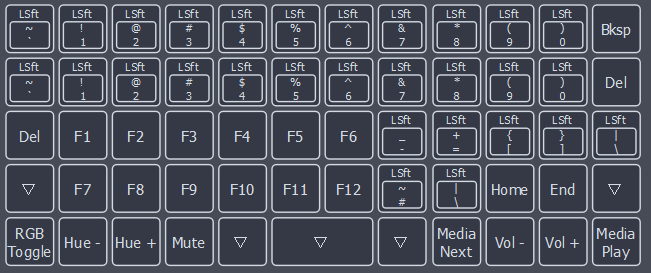 LSft LSft LSft LSft LSft LSft LSft LSft LSft LSft LSft
~ ! @ # $ % ^ & * ( ) Bksp
` 1 2 3 4 5 6 7 8 9 0
LSft LSft LSft LSft LSft LSft LSft LSft LSft LSft LSft
~ ! @ # $ % ^ & * ( ) Del
` 1 2 3 4 5 6 7 8 9 0
LSft LSft LSft LSft LSft
Del F1 F2 F3 F4 F5 F6 _ + { } |
- = [ ] \
LSft LSft
▽ F7 F8 F9 F10 F11 F12 ~ | Home End ▽
# \
RGB Toggle Hue - Hue + Mute ▽ ▽ ▽ Media Next Vol - Vol + Media Play